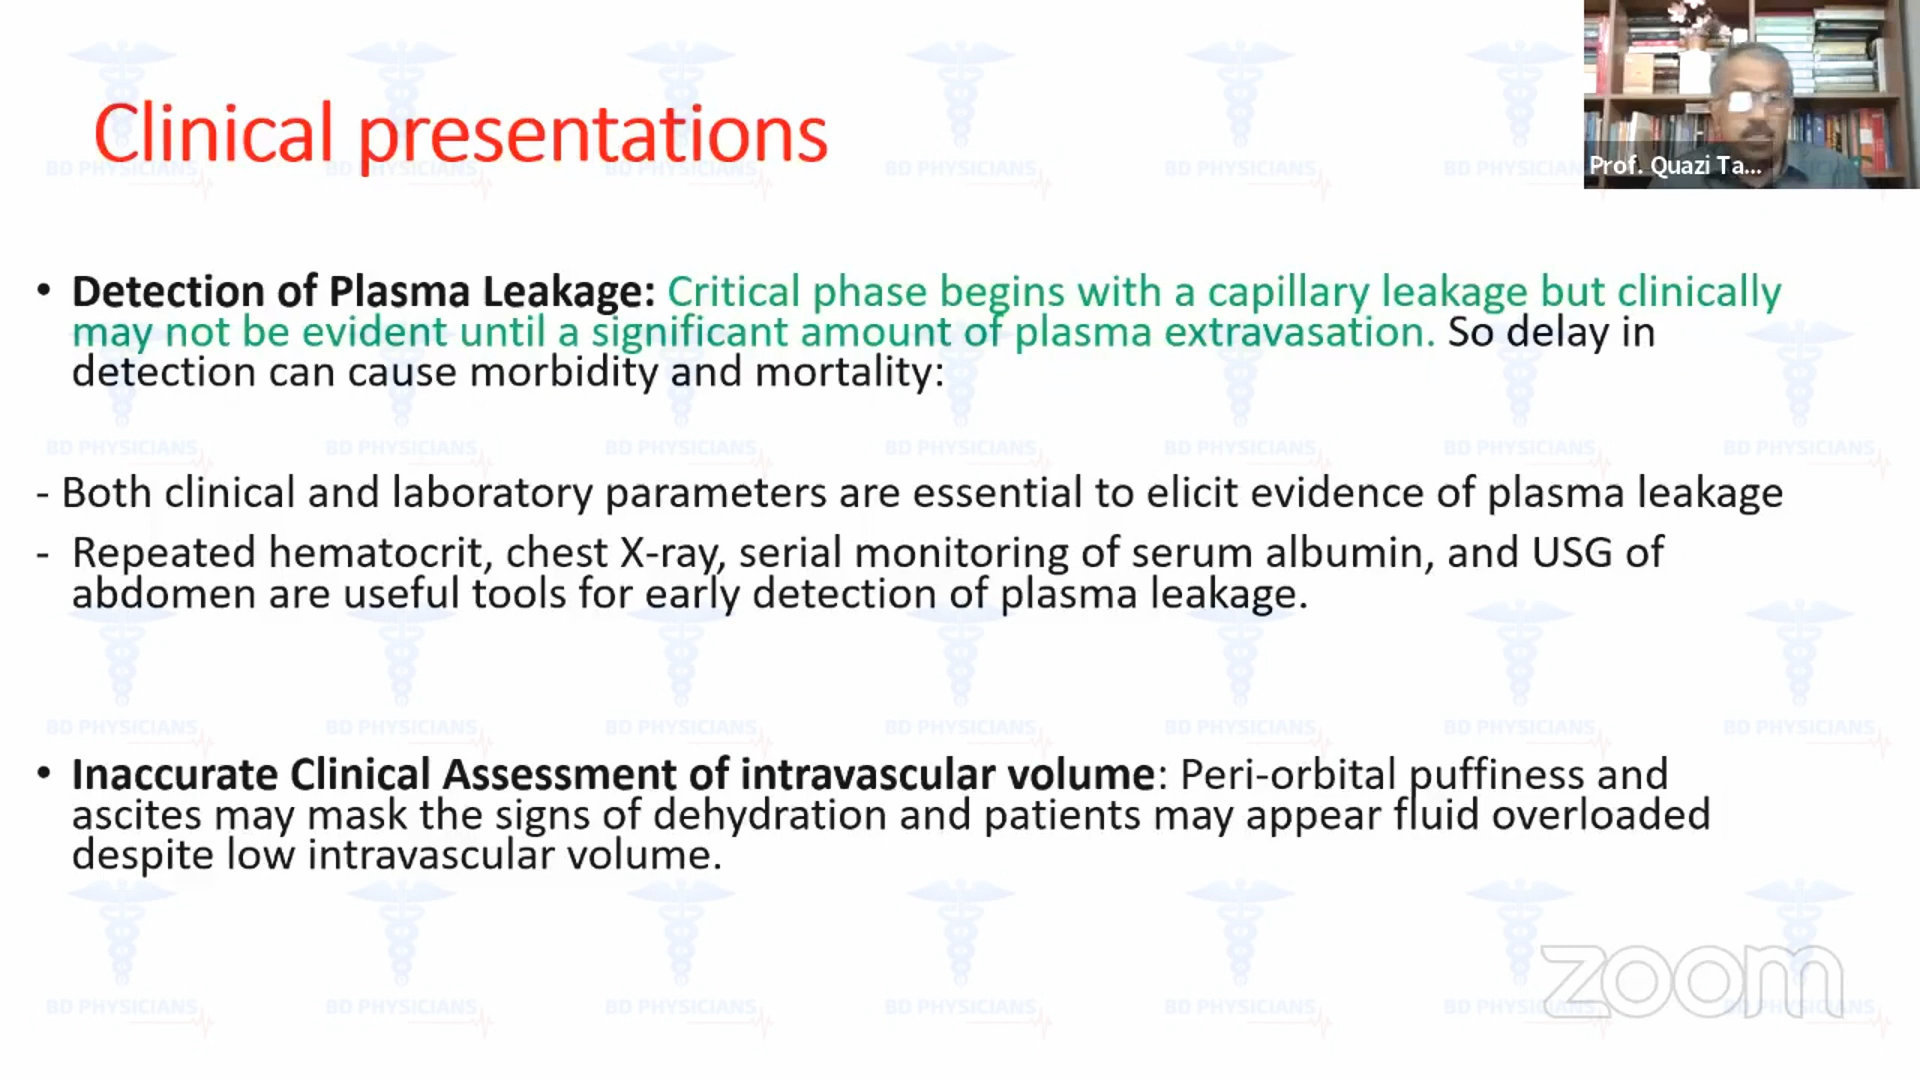 Clinical presentations
Prof. Quazi Ta...
• Detection of Plasma Leakage: Critical phase begins with a capillary leakage but clinically
may not be evident until a significant amount of plasma extravasation. So delay in
detection can cause morbidity and mortality:
- Both clinical and laboratory parameters are essential to elicit evidence of plasma leakage
- Repeated hematocrit, chest X-ray, serial monitoring of serum albumin, and USG of
abdomen are useful tools for early detection of plasma leakage.
• Inaccurate Clinical Assessment of intravascular volume: Peri-orbital puffiness and
ascites may mask the signs of dehydration and patients may appear fluid overloaded
despite low intravascular volume.
zoom
BD PHYSICIANS